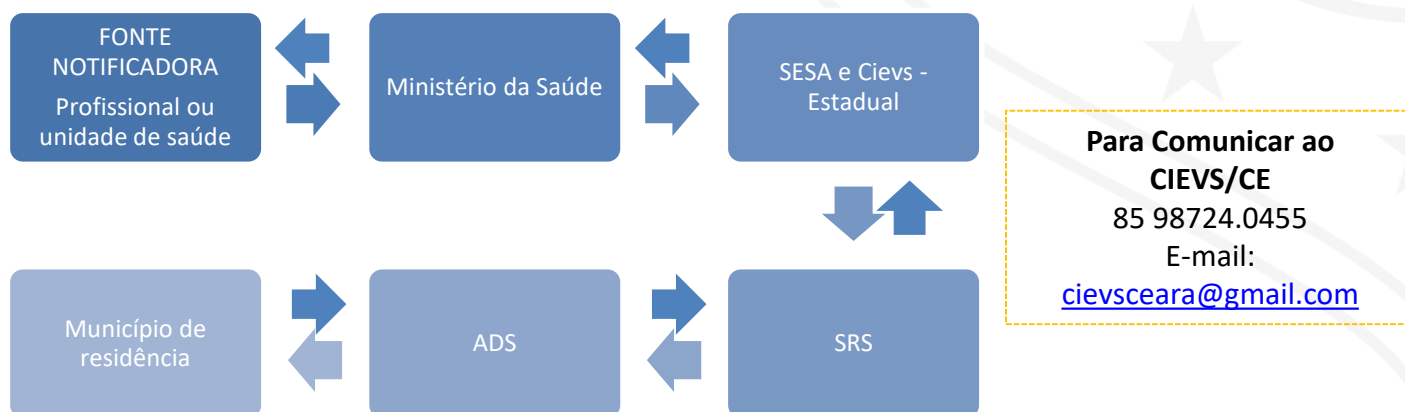 FONTE
NOTIFICADORA
Profissional ou
unidade de saúde
Ministério da Saúde
SESA e Cievs -
Estadual
Para Comunicar ao
CIEVS/CE
85 98724.0455
E-mail:
cievsceara@gmail.com
Município de
residência
ADS
SRS